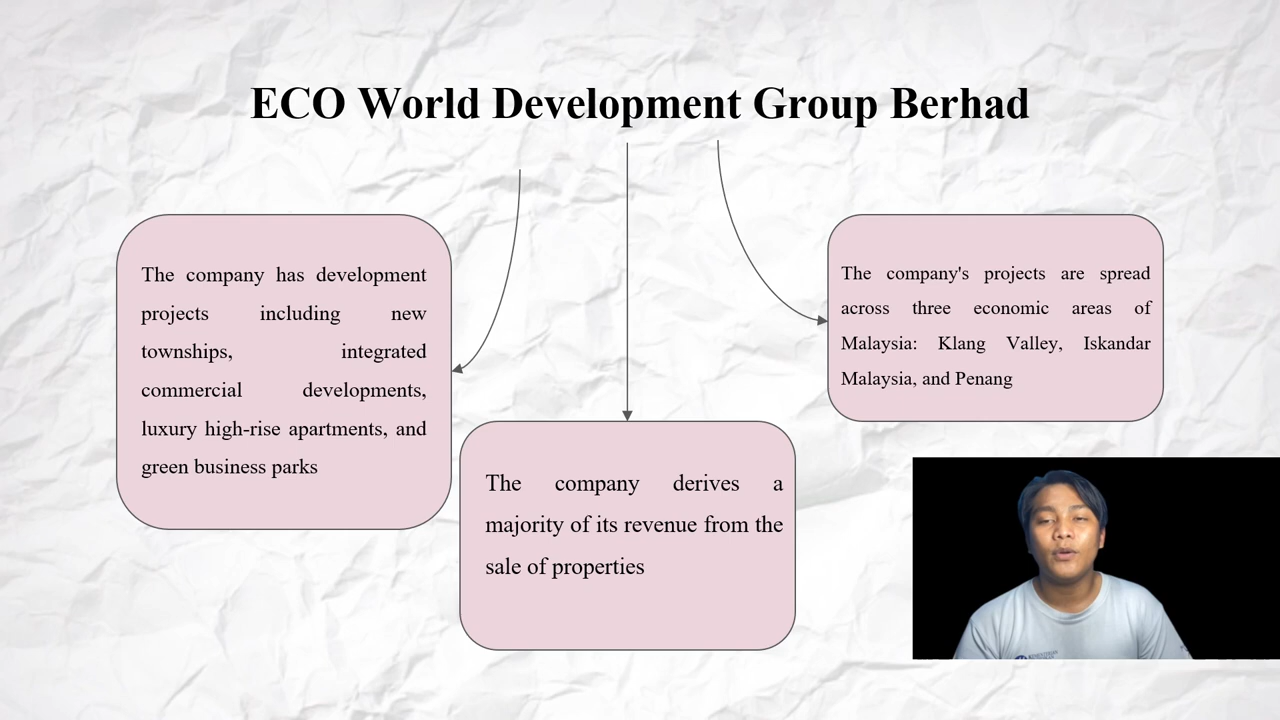 ECO World Development Group Berhad
The company has development
projects including new
townships, integrated
commercial developments,
luxury high-rise apartments, and
green business parks
The company derives a
majority of its revenue from the
sale of properties
The company's projects are spread
across three economic areas of
Malaysia: Klang Valley, Iskandar
Malaysia, and Penang